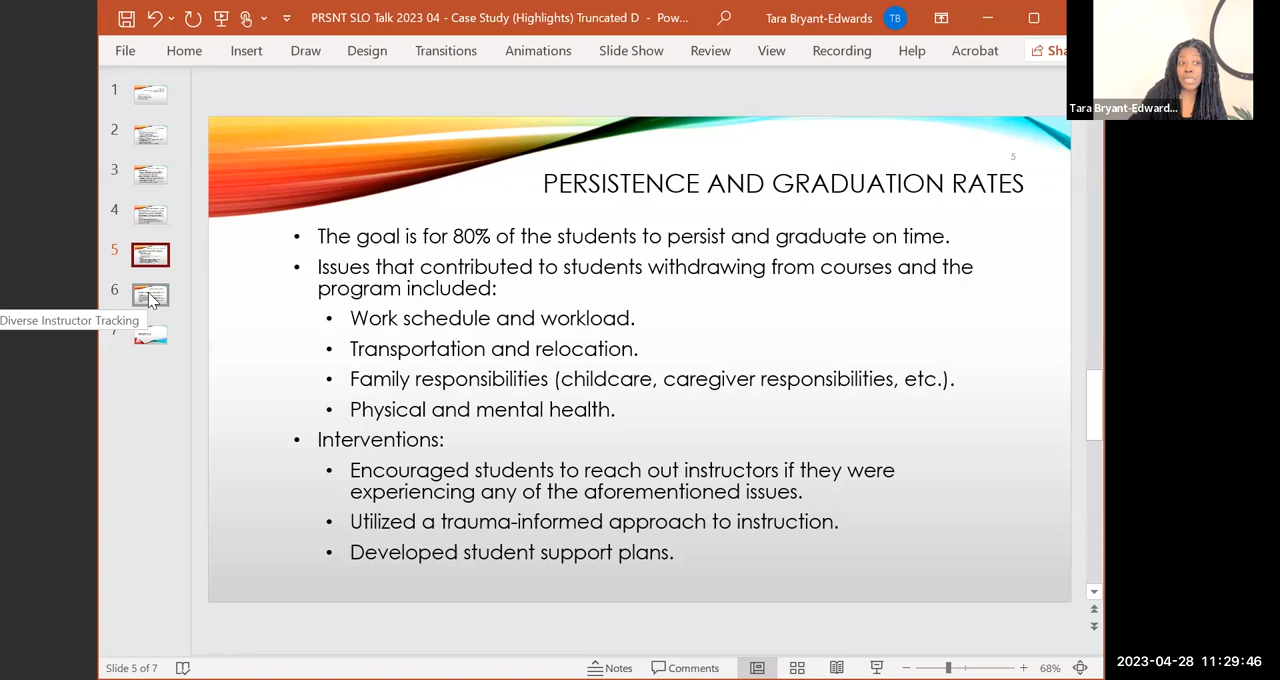 PRSNT SLO Talk 2023 04 - Case Study (Highlights) Truncated D - Pow...
Tara Bryant-Edwards
TB
File Home Insert Draw Design Transitions Animations Slide Show Review View Recording Help Acrobat Sha
Tara Bryant-Edward...
1
2
3
4
5
6
Diverse Instructor Tracking
5
PERSISTENCE AND GRADUATION RATES
• The goal is for 80% of the students to persist and graduate on time.
• Issues that contributed to students withdrawing from courses and the
program included:
• Work schedule and workload.
• Transportation and relocation.
• Family responsibilities (childcare, caregiver responsibilities, etc.).
• Physical and mental health.
• Interventions:
• Encouraged students to reach out instructors if they were
experiencing any of the aforementioned issues.
• Utilized a trauma-informed approach to instruction.
• Developed student support plans.
Slide 5 of 7
Notes Comments 68%
2023-04-28 11:29:46